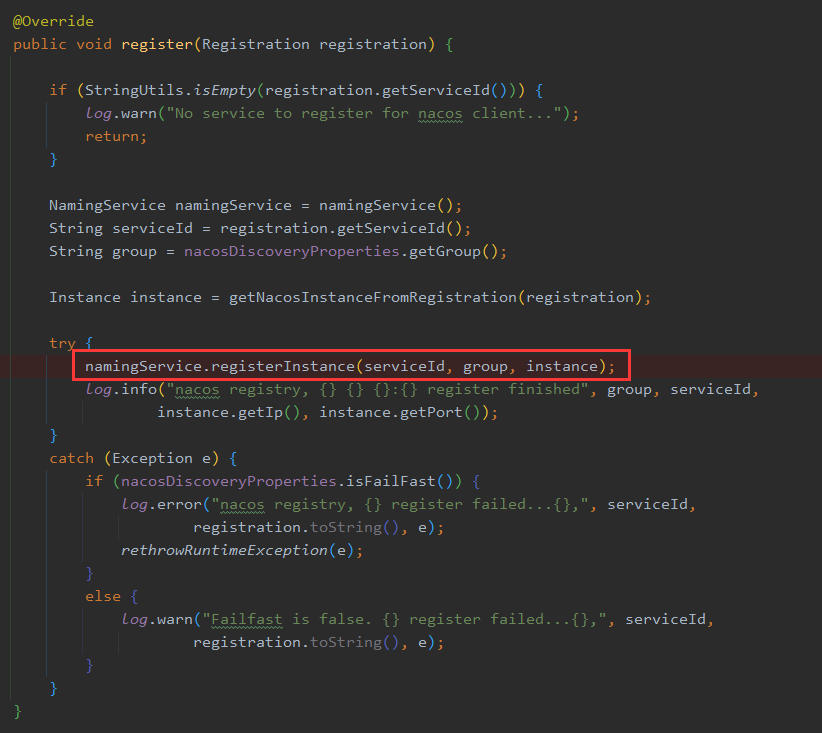 @Override
public void register(Registration registration) {
if (StringUtils.isEmpty(registration.getServiceId())) {
log.warn("No service to register for nacos client...");
return;
}
NamingService namingService = namingService();
String serviceId = registration.getServiceId();
String group = nacosDiscoveryProperties.getGroup();
Instance instance = getNacosInstanceFromRegistration(registration);
try {
namingService.registerInstance(serviceId, group, instance);
log.info("nacos registry, {} {} {}:{} register finished", group, serviceId,
instance.getIp(), instance.getPort());
}
catch (Exception e) {
if (nacosDiscoveryProperties.isFailFast()) {
log.error("nacos registry, {} register failed...{},", serviceId,
registration.toString(), e);
rethrowRuntimeException(e);
}
else {
log.warn("Failfast is false. {} register failed...{},", serviceId,
registration.toString(), e);
}
}
}